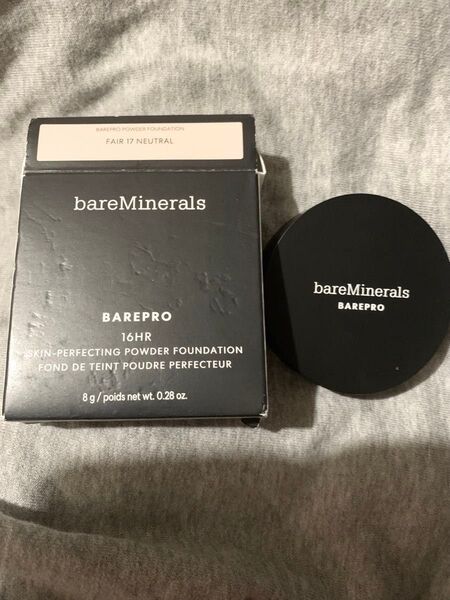 BAREPRO POWDER FOUNDATION
FAIR 17 NEUTRAL
bareMinerals
BAREPRO
16HR
SKIN-PERFECTING POWDER FOUNDATION
FOND DE TEINT POUDRE PERFECTEUR
8 g / poids net wt. 0.28 oz.
bareMinerals
BAREPRO